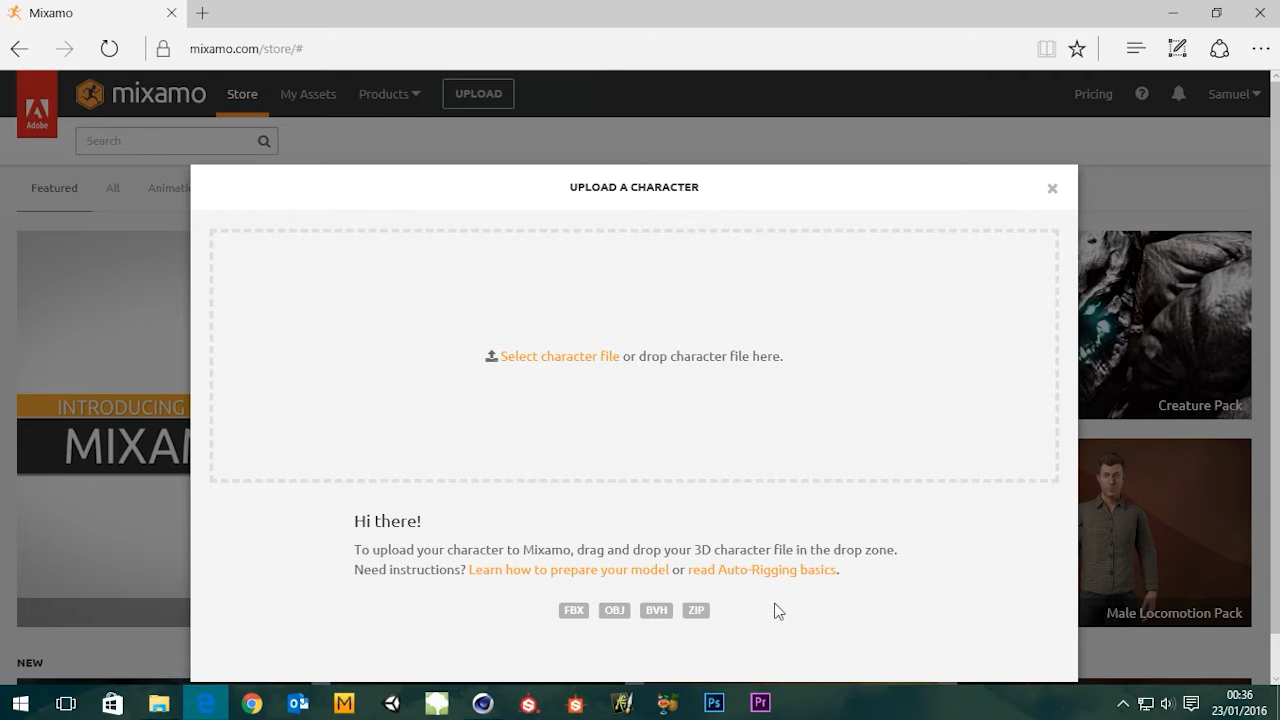 Mixamo
mixamo.com/store/#
Adobe
mixamo
Store
My Assets
Products
UPLOAD
Pricing
Samuel
Search
Featured
All
Animati
UPLOAD A CHARACTER
Select character file or drop character file here.
INTRODUCING
MIXAM
Creature Pack
Hi there!
To upload your character to Mixamo, drag and drop your 3D character file in the drop zone.
Need instructions? Learn how to prepare your model or read Auto-Rigging basics.
FBX OBJ BVH ZIP
Male Locomotion Pack
NEW
M
Ps
Pr
00:36
23/01/2016